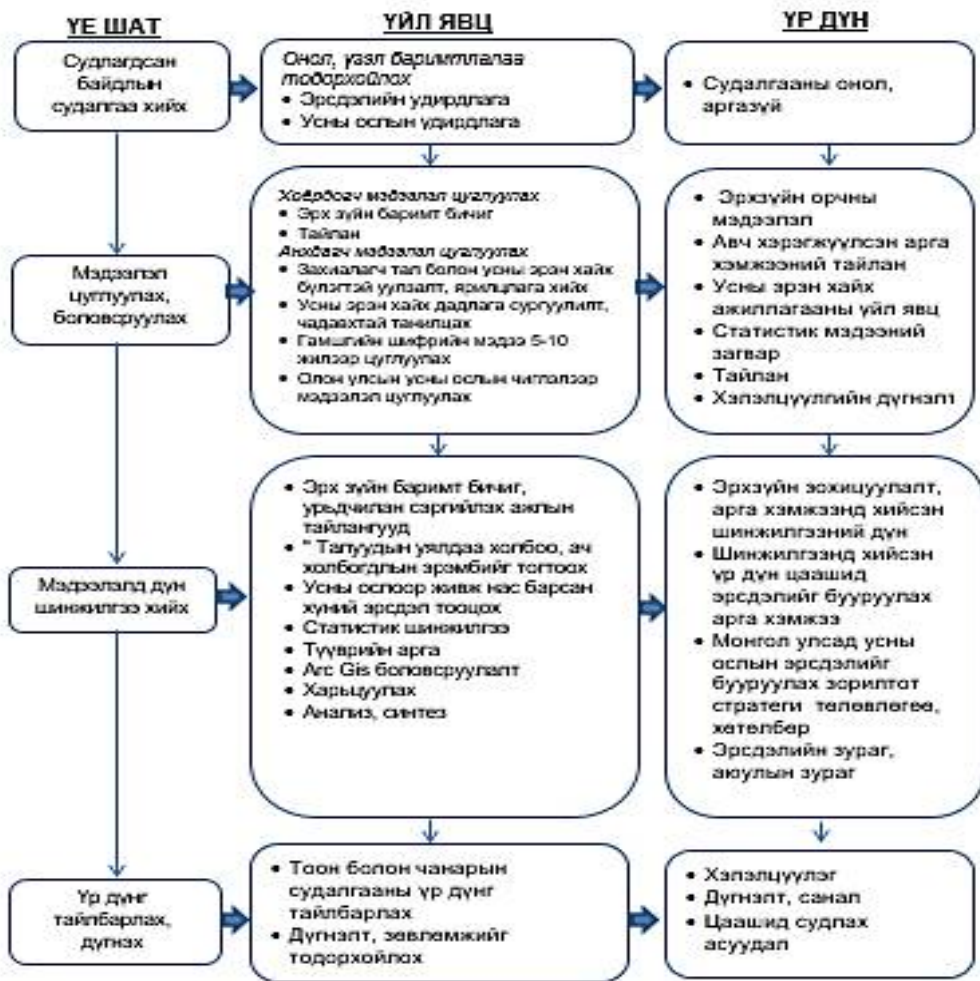 ҮЕ ШАТ
ҮЙЛ ЯВЦ
ҮР ДҮН
Судлагдсан
байдлын
судалгаа хийх
Онол, үзэл баримтлалаа
тодорхойлох
• Эрсдэлийн удирдлага
• Усны ослын удирдлага
• Судалгааны онол,
аргазүй
Мэдээлэл
цуглуулах,
боловсруулах
Хоёрдогч мэдээлэл цуглуулах
• Эрх зүйн баримт бичиг
• Тайлан
Анхдагч мэдээлэл цуглуулах
• Захиалагч тал болон усны эрэн хайх
бүлэгтэй уулзалт, ярилцлага хийх
• Усны эрэн хайх дадлага сургуулилт,
чадавхтай танилцах
• Гамшгийн шифрийн мэдээ 5-10
жилээр цуглуулах
• Олон улсын усны ослын чиглэлээр
мэдээлэл цуглуулах
• Эрхзүйн орчны
мэдээлэл
• Авч хэрэгжүүлсэн арга
хэмжээний тайлан
• Усны эрэн хайх
ажиллагааны үйл явц
• Статистик мэдээний
загвар
• Тайлан
• Хэлэлцүүлгийн дүгнэлт
Мэдээлэлд дүн
шинжилгээ хийх
• Эрх зүйн баримт бичиг,
урьдчилан сэргийлэх ажлын
тайлангууд
• " Талуудын уялдаа холбоо, ач
холбогдлын эрэмбийг тогтоох
• Усны ослоор живж нас барсан
хүний эрсдэл тооцох
• Статистик шинжилгээ
• Түүврийн арга
• Arc Gis боловсруулалт
• Харьцуулах
• Анализ, синтез
• Эрхзүйн зохицуулалт,
арга хэмжээнд хийсэн
шинжилгээний дүн
• Шинжилгээнд хийсэн
үр дүн цаашид
эрсдэлийг бууруулах
арга хэмжээ
• Монгол улсад усны
ослын эрсдэлийг
бууруулах зорилтот
стратеги төлөвлөгөө,
хөтөлбөр
• Эрсдэлийн зураг,
аюулын зураг
Үр дүнг
тайлбарлах,
дүгнэх
• Тоон болон чанарын
судалгааны үр дүнг
тайлбарлах
• Дүгнэлт, зөвлөмжийг
тодорхойлох
• Хэлэлцүүлэг
• Дүгнэлт, санал
• Цаашид судлах
асуудал